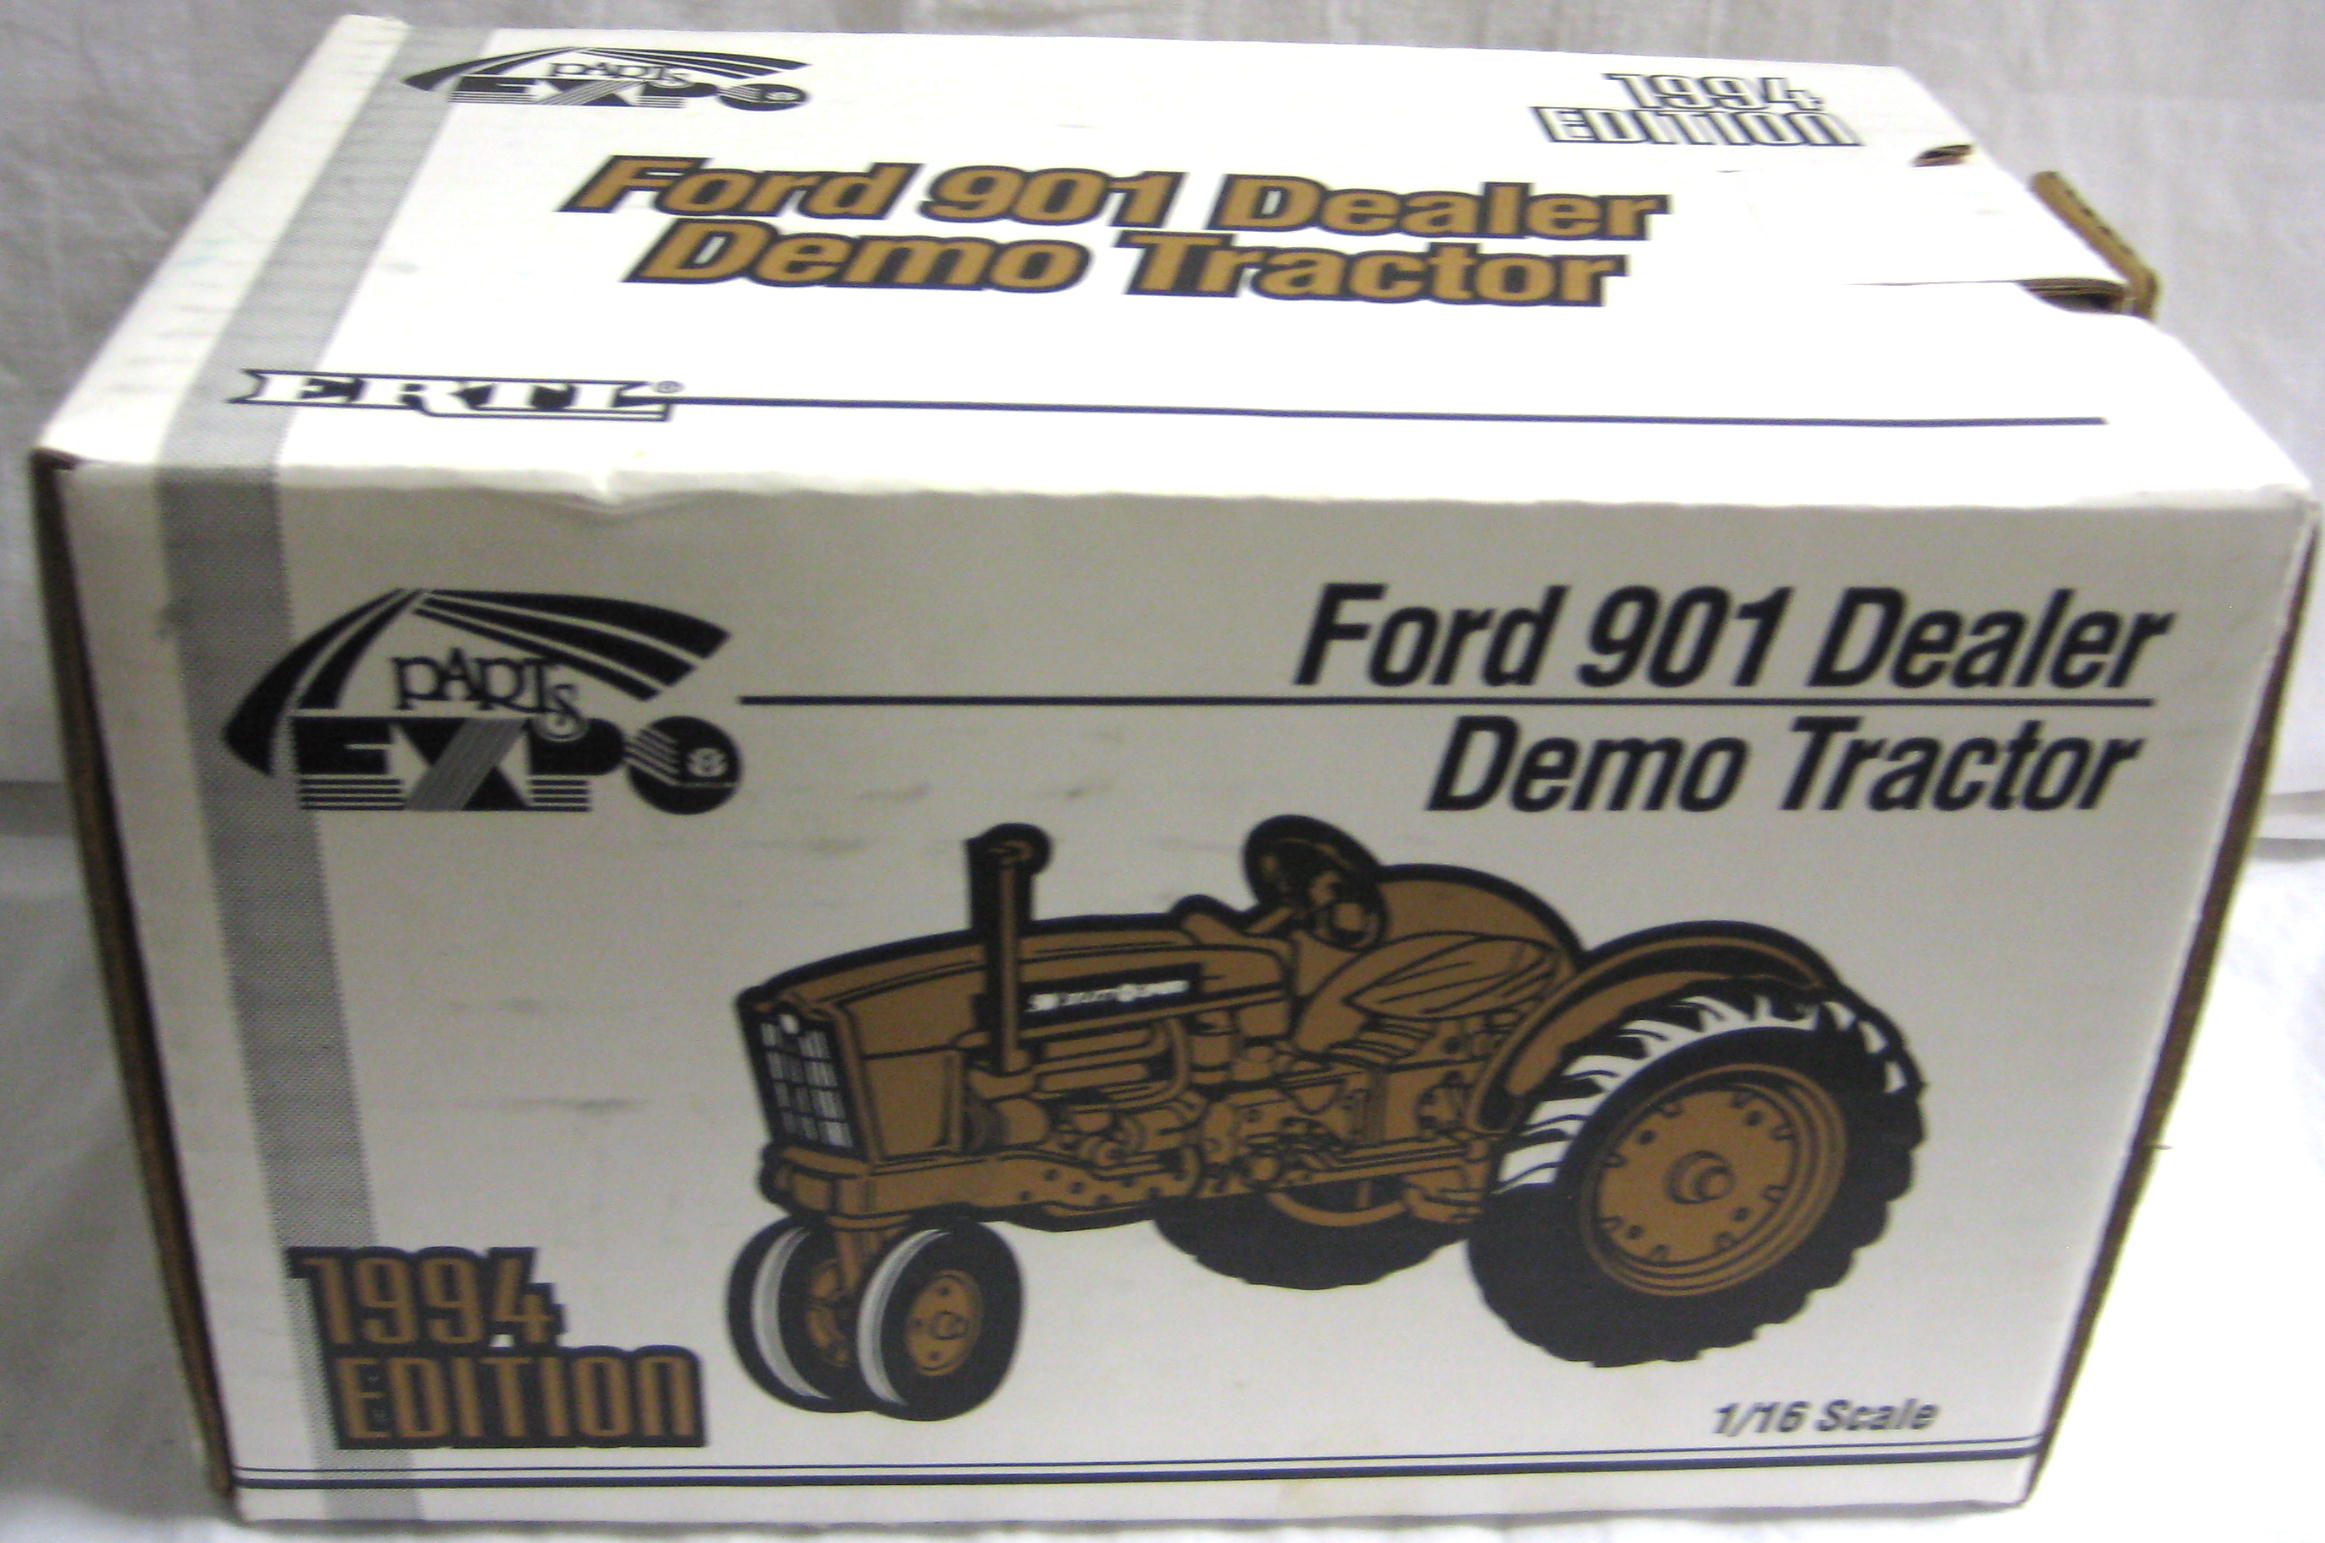 PARTS
EXPO
1994
EDITION
Ford 901 Dealer
Demo Tractor
ERTL®
PARTS
EXPO 8
Ford 901 Dealer
Demo Tractor
1994
EDITION
1/16 Scale